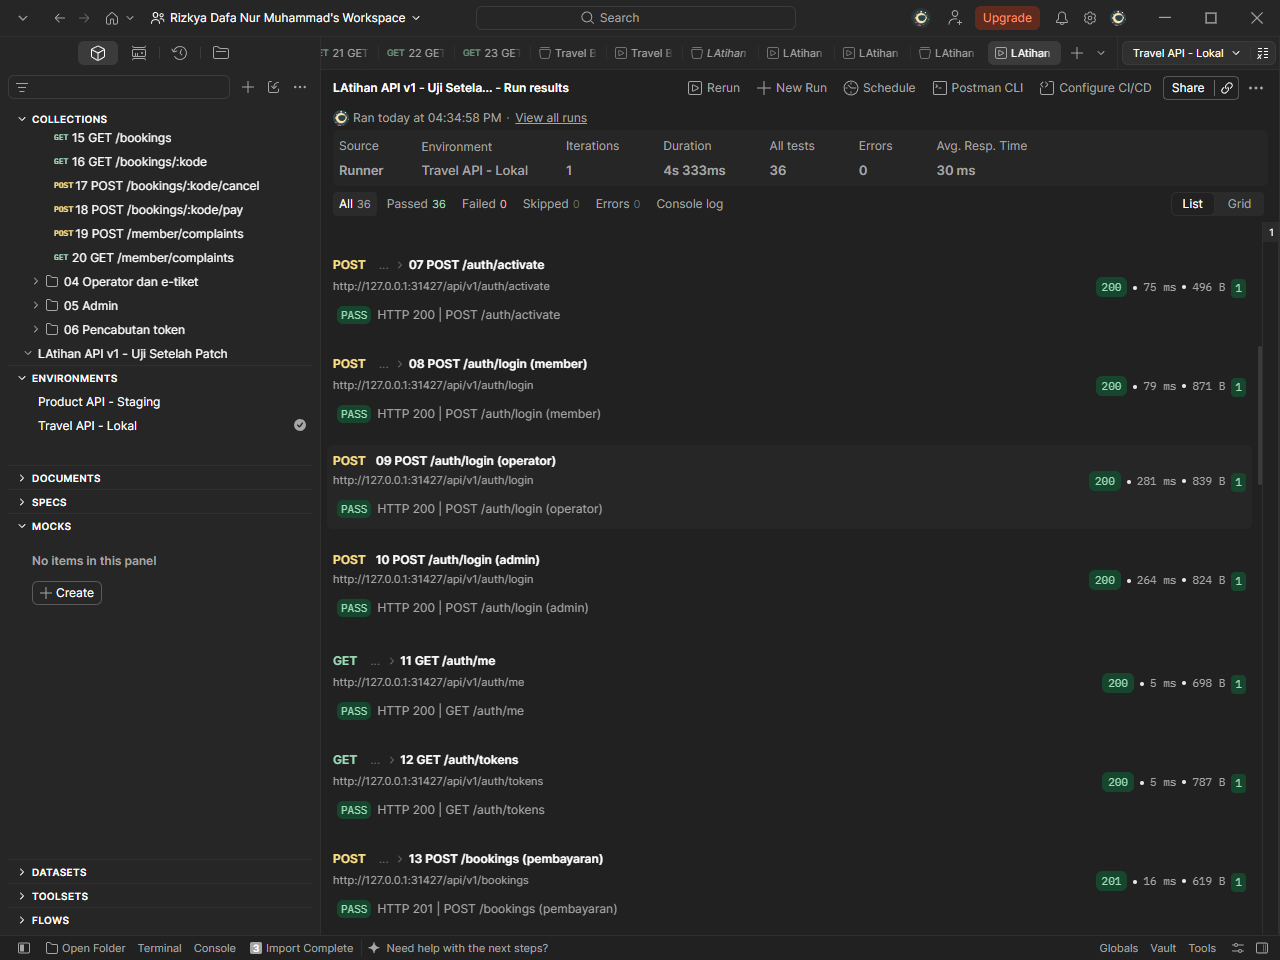 Rizkya Dafa Nur Muhammad's Workspace
Search
Upgrade
21 GET
GET 22 GE
GET 23 GE
Travel B
Travel B
LAtihan
LAtihan
LAtihan
LAtihan
LAtihan
Travel API - Lokal
COLLECTIONS
GET 15 GET /bookings
GET 16 GET /bookings/:kode
POST 17 POST /bookings/:kode/cancel
POST 18 POST /bookings/:kode/pay
POST 19 POST /member/complaints
GET 20 GET /member/complaints
04 Operator dan e-tiket
05 Admin
06 Pencabutan token
LAtihan API v1 - Uji Setelah Patch
ENVIRONMENTS
Product API - Staging
Travel API - Lokal
DOCUMENTS
SPECS
MOCKS
No items in this panel
Create
DATASETS
TOOLSETS
FLOWS
LAtihan API v1 - Uji Setela... - Run results
Rerun
New Run
Schedule
Postman CLI
Configure CI/CD
Share
Ran today at 04:34:58 PM · View all runs
Source Environment Iterations Duration All tests Errors Avg. Resp. Time
Runner Travel API - Lokal 1 4s 333ms 36 0 30 ms
All 36 Passed 36 Failed 0 Skipped 0 Errors 0 Console log
List Grid
1
POST ... > 07 POST /auth/activate
http://127.0.0.1:31427/api/v1/auth/activate
200 • 75 ms • 496 B 1
PASS HTTP 200 | POST /auth/activate
POST ... > 08 POST /auth/login (member)
http://127.0.0.1:31427/api/v1/auth/login
200 • 79 ms • 871 B 1
PASS HTTP 200 | POST /auth/login (member)
POST 09 POST /auth/login (operator)
http://127.0.0.1:31427/api/v1/auth/login
200 • 281 ms • 839 B 1
PASS HTTP 200 | POST /auth/login (operator)
POST 10 POST /auth/login (admin)
http://127.0.0.1:31427/api/v1/auth/login
200 • 264 ms • 824 B 1
PASS HTTP 200 | POST /auth/login (admin)
GET ... > 11 GET /auth/me
http://127.0.0.1:31427/api/v1/auth/me
200 • 5 ms • 698 B 1
PASS HTTP 200 | GET /auth/me
GET ... > 12 GET /auth/tokens
http://127.0.0.1:31427/api/v1/auth/tokens
200 • 5 ms • 787 B 1
PASS HTTP 200 | GET /auth/tokens
POST ... > 13 POST /bookings (pembayaran)
http://127.0.0.1:31427/api/v1/bookings
201 • 16 ms • 619 B 1
PASS HTTP 201 | POST /bookings (pembayaran)
Open Folder
Terminal
Console
3 Import Complete
Need help with the next steps?
Globals
Vault
Tools